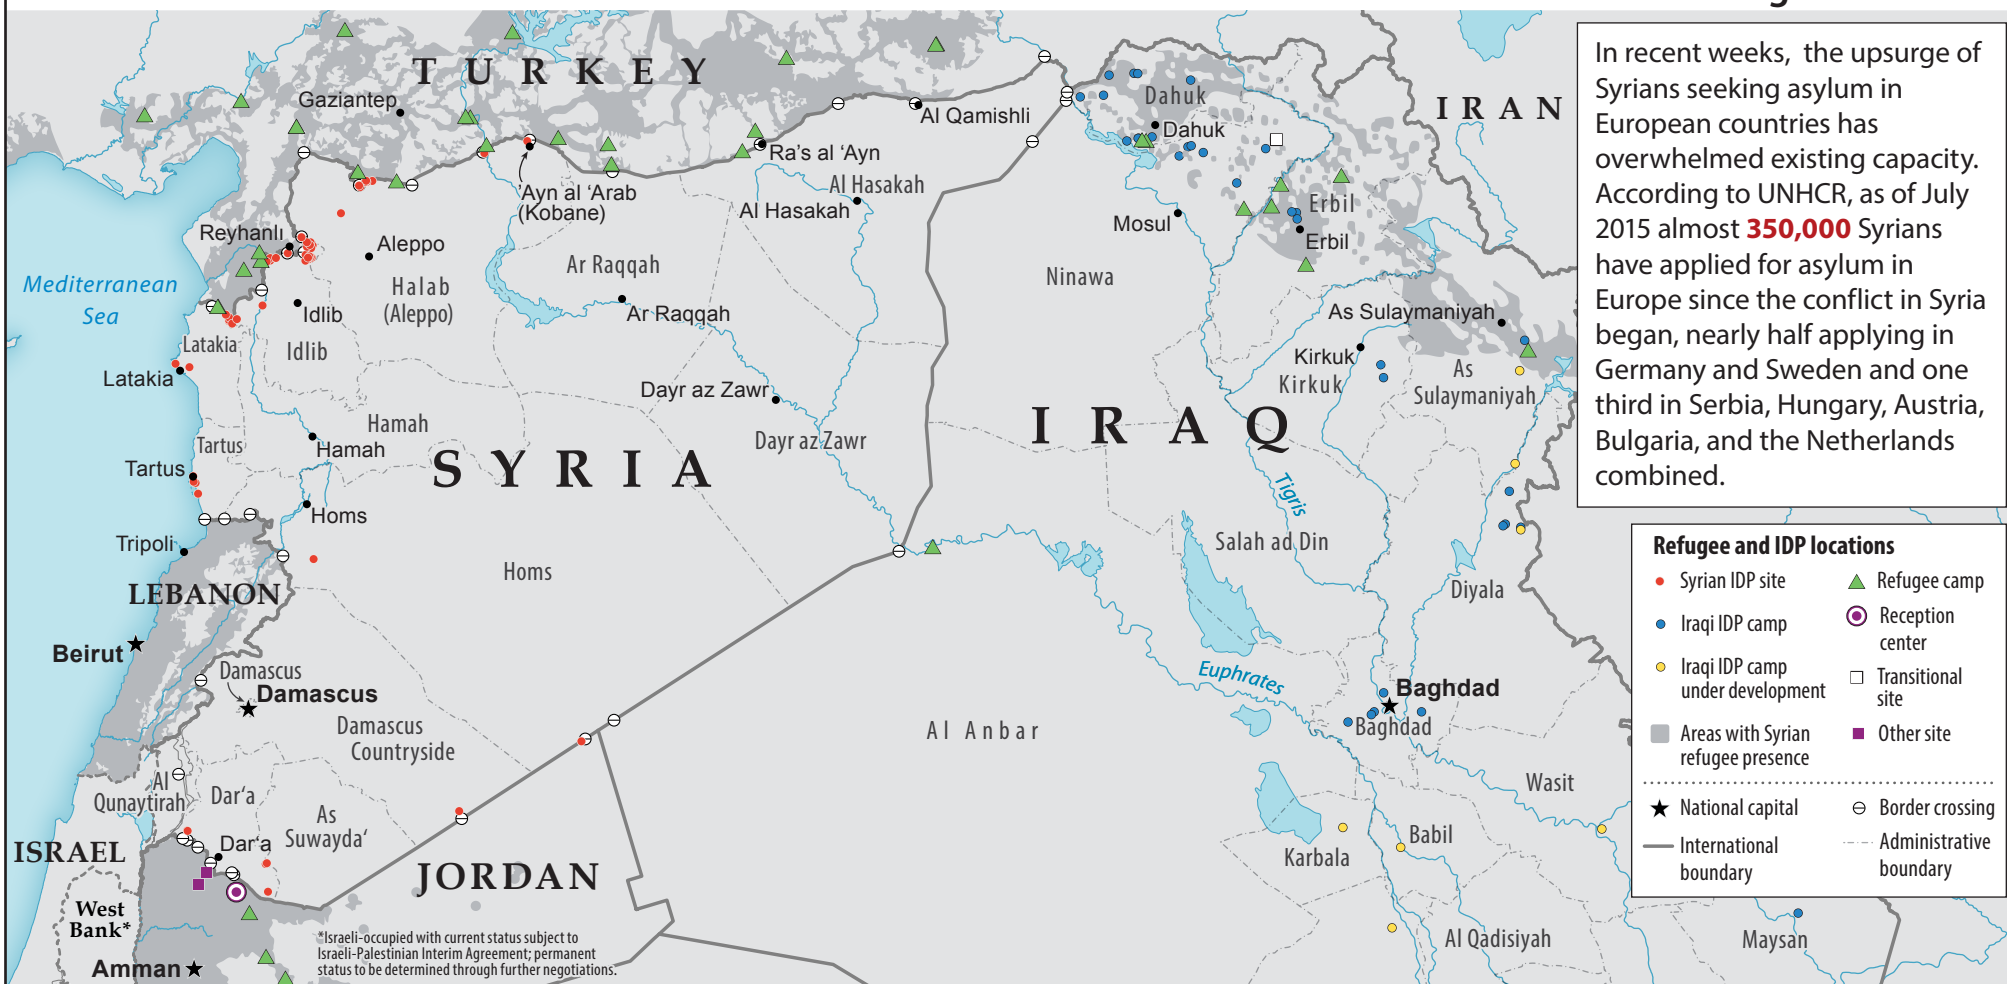 TURKEY
Gaziantep
Al Qamishli
Ra's al ‘Ayn
‘Ayn al ‘Arab
(Kobane)
Al Hasakah
Al Hasakah
Dahuk
Dahuk
IRAN
Mosul
Erbil
Erbil
Reyhanlı
Aleppo
Halab
(Aleppo)
Ar Raqqah
Ar Raqqah
Ninawa
Mediterranean
Sea
Idlib
Idlib
As Sulaymaniyah
Kirkuk
Kirkuk
As
Sulaymaniyah
Latakia
Latakia
Dayr az Zawr
Dayr az Zawr
Hamah
Hamah
IRAQ
Tartus
Tartus
SYRIA
Tigris
Homs
Homs
Tripoli
Salah ad Din
LEBANON
Diyala
Beirut
Damascus
Damascus
Euphrates
Baghdad
Baghdad
Damascus
Countryside
Al Anbar
Al
Qunaytirah
Dar‘a
As
Suwayda‘
Wasit
ISRAEL
Dar‘a
Karbala
Babil
JORDAN
West
Bank*
*Israeli-occupied with current status subject to
Israeli-Palestinian Interim Agreement; permanent
status to be determined through further negotiations.
Amman
Al Qadisiyah
Maysan
In recent weeks, the upsurge of
Syrians seeking asylum in
European countries has
overwhelmed existing capacity.
According to UNHCR, as of July
2015 almost 350,000 Syrians
have applied for asylum in
Europe since the conflict in Syria
began, nearly half applying in
Germany and Sweden and one
third in Serbia, Hungary, Austria,
Bulgaria, and the Netherlands
combined.
Refugee and IDP locations
Syrian IDP site
Iraqi IDP camp
Iraqi IDP camp
under development
Areas with Syrian
refugee presence
Refugee camp
Reception
center
Transitional
site
Other site
National capital
International
boundary
Border crossing
Administrative
boundary